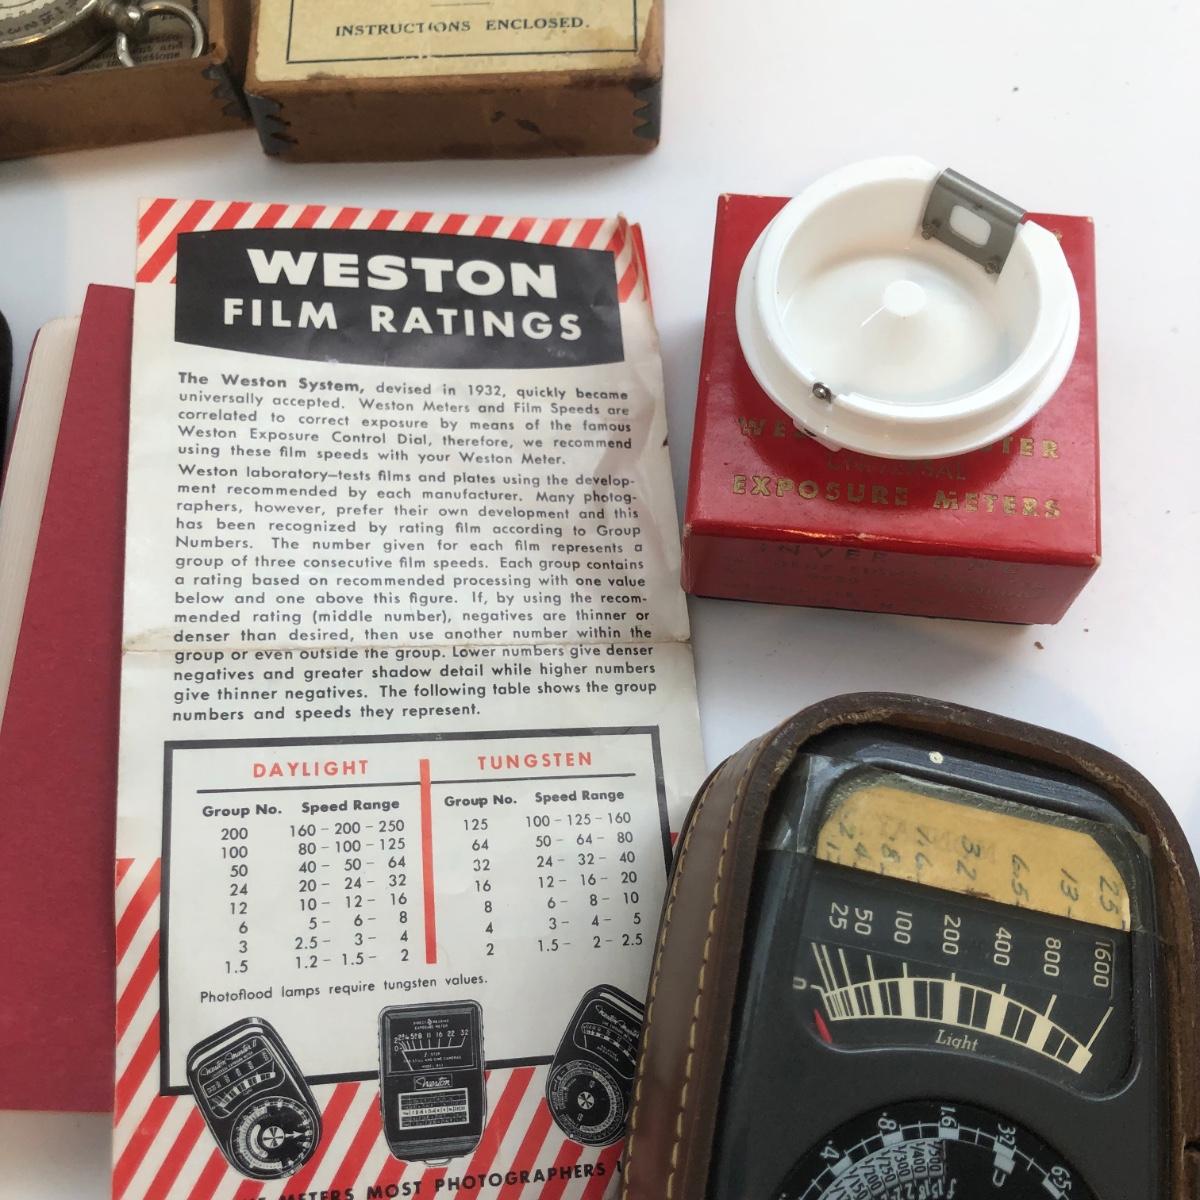 INSTRUCTIONS ENCLOSED.
WESTON
FILM RATINGS
The Weston System, devised in 1932, quickly became
universally accepted. Weston Meters and Film Speeds are
correlated to correct exposure by means of the famous
Weston Exposure Control Dial, therefore, we recommend
using these film speeds with your Weston Meter.
Weston laboratory—tests films and plates using the develop-
ment recommended by each manufacturer. Many photog-
raphers, however, prefer their own development and this
has been recognized by rating film according to Group
Numbers. The number given for each film represents a
group of three consecutive film speeds. Each group contains
a rating based on recommended processing with one value
below and one above this figure. If, by using the recom-
mended rating (middle number), negatives are thinner or
denser than desired, then use another number within the
group or even outside the group. Lower numbers give denser
negatives and greater shadow detail while higher numbers
give thinner negatives. The following table shows the group
numbers and speeds they represent.
DAYLIGHT TUNGSTEN
Group No. Speed Range Group No. Speed Range
200 160 - 200 - 250 125 100 - 125 - 160
100 80 - 100 - 125 64 50 - 64 - 80
50 40 - 50 - 64 32 24 - 32 - 40
24 20 - 24 - 32 16 12 - 16 - 20
12 10 - 12 - 16 8 6 - 8 - 10
6 5 - 6 - 8 4 3 - 4 - 5
3 2.5 - 3 - 4 2 1.5 - 2 - 2.5
1.5 1.2 - 1.5 - 2
Photoflood lamps require tungsten values.
Weston
METERS MOST PHOTOGRAPHERS
EXPOSURE METERS
25 50 100 200 400 800 1600
0
Light
.4 .8 1.6 32 65